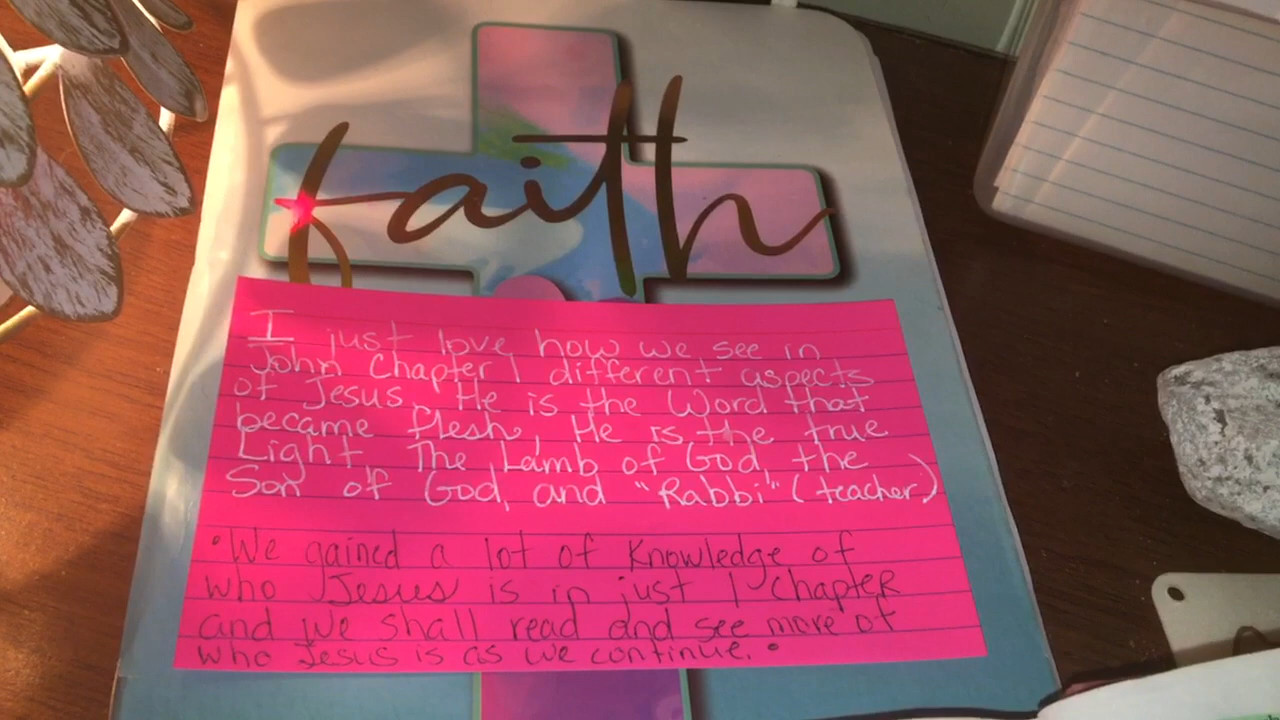 faith
I just love how we see in
John Chapter 1 different aspects
of Jesus. He is the Word that
became flesh, He is the true
Light, The Lamb of God, the
Son of God, and "Rabbi" (teacher)
•We gained a lot of Knowledge of
who Jesus is in just 1 Chapter
and we shall read and see more of
who Jesus is as we continue. •